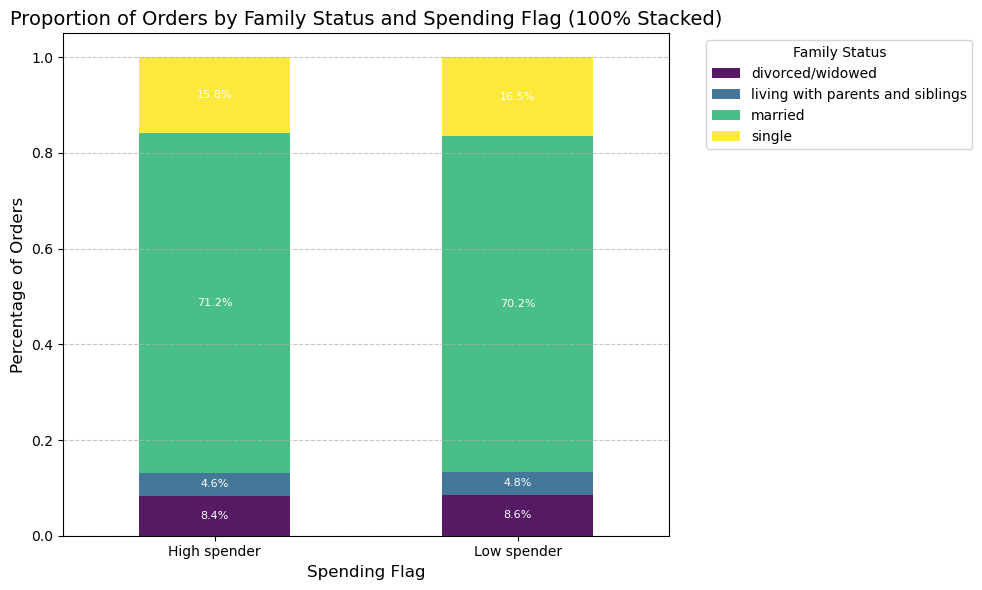 Proportion of Orders by Family Status and Spending Flag (100% Stacked)
Family Status
divorced/widowed
living with parents and siblings
married
single
Percentage of Orders
1.0
0.8
0.6
0.4
0.2
0.0
15.8%
16.5%
71.2%
70.2%
4.6%
4.8%
8.4%
8.6%
High spender
Low spender
Spending Flag